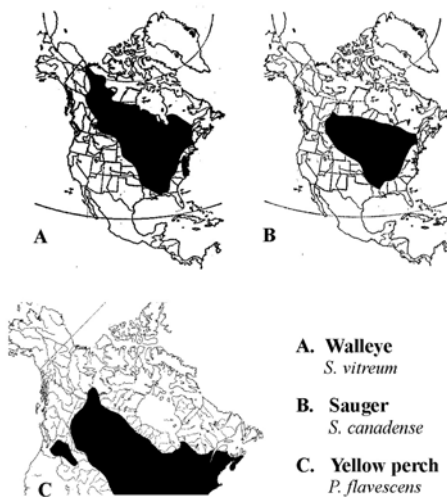 A
B
C
A. Walleye
S. vitreum
B. Sauger
S. canadense
C. Yellow perch
P. flavescens